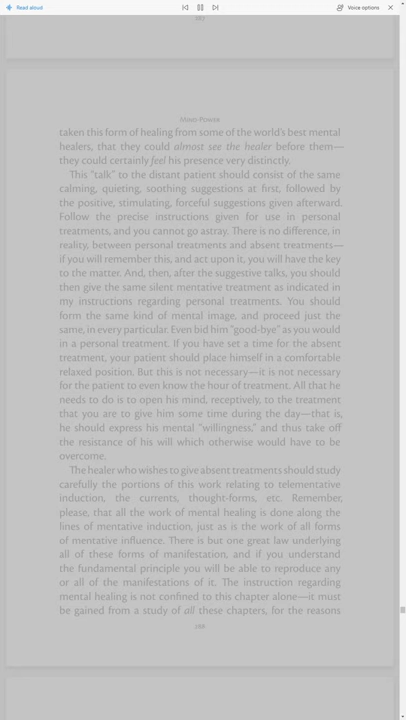 Read aloud
Voice options
187
Mind-Power
taken this form of healing from some of the world's best mental
healers, that they could almost see the healer before them—
they could certainly feel his presence very distinctly.
This "talk" to the distant patient should consist of the same
calming, quieting, soothing suggestions at first, followed by
the positive, stimulating, forceful suggestions given afterward.
Follow the precise instructions given for use in personal
treatments, and you cannot go astray. There is no difference, in
reality, between personal treatments and absent treatments—
if you will remember this, and act upon it, you will have the key
to the matter. And, then, after the suggestive talks, you should
then give the same silent mentative treatment as indicated in
my instructions regarding personal treatments. You should
form the same kind of mental image, and proceed just the
same, in every particular. Even bid him "good-bye" as you would
in a personal treatment. If you have set a time for the absent
treatment, your patient should place himself in a comfortable
relaxed position. But this is not necessary—it is not necessary
for the patient to even know the hour of treatment. All that he
needs to do is to open his mind, receptively, to the treatment
that you are to give him some time during the day—that is,
he should express his mental "willingness," and thus take off
the resistance of his will which otherwise would have to be
overcome.
The healer who wishes to give absent treatments should study
carefully the portions of this work relating to telementative
induction, the currents, thought-forms, etc. Remember,
please, that all the work of mental healing is done along the
lines of mentative induction, just as is the work of all forms
of mentative influence. There is but one great law underlying
all of these forms of manifestation, and if you understand
the fundamental principle you will be able to reproduce any
or all of the manifestations of it. The instruction regarding
mental healing is not confined to this chapter alone—it must
be gained from a study of all these chapters, for the reasons
188